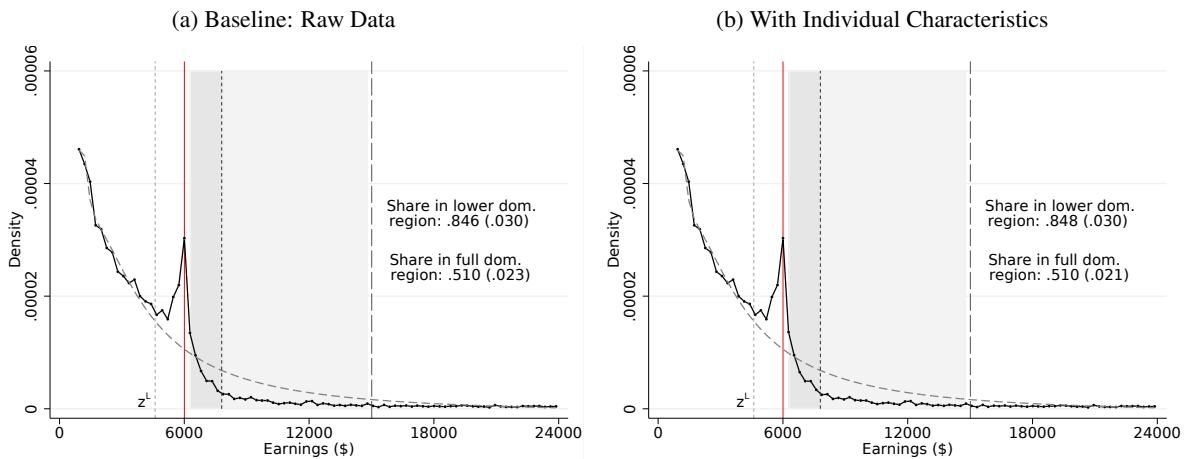 (a) Baseline: Raw Data
.00006
.00004
.00002
0
Density
Share in lower dom.
region: .846 (.030)
Share in full dom.
region: .510 (.023)
zᴸ
0 6000 12000 18000 24000
Earnings ($)
(b) With Individual Characteristics
.00006
.00004
.00002
0
Density
Share in lower dom.
region: .848 (.030)
Share in full dom.
region: .510 (.021)
zᴸ
0 6000 12000 18000 24000
Earnings ($)